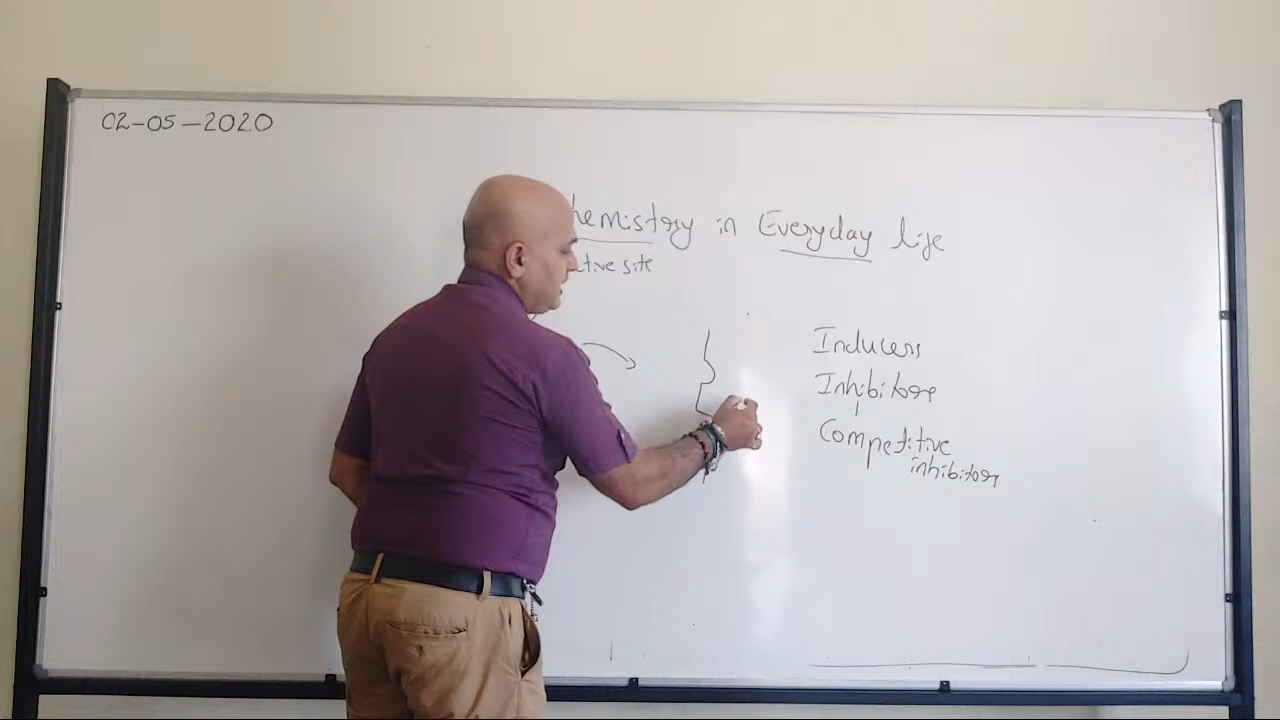 02-05-2020
hemistry in Everyday life
tive site
Inducers
Inhibitors
Competitive
inhibitors